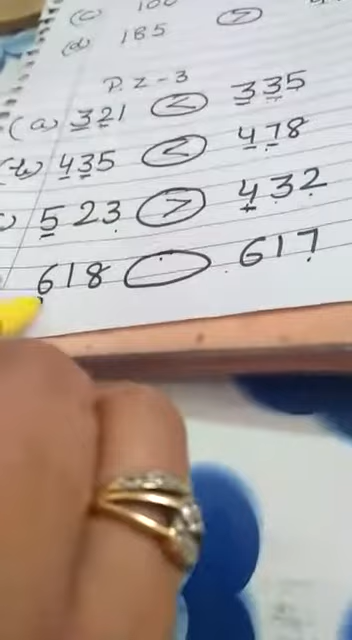 (c) 100
(d) 185 >
P. Z-3
(a) 321 < 335
(b) 435 < 478
523 > 432
618 617